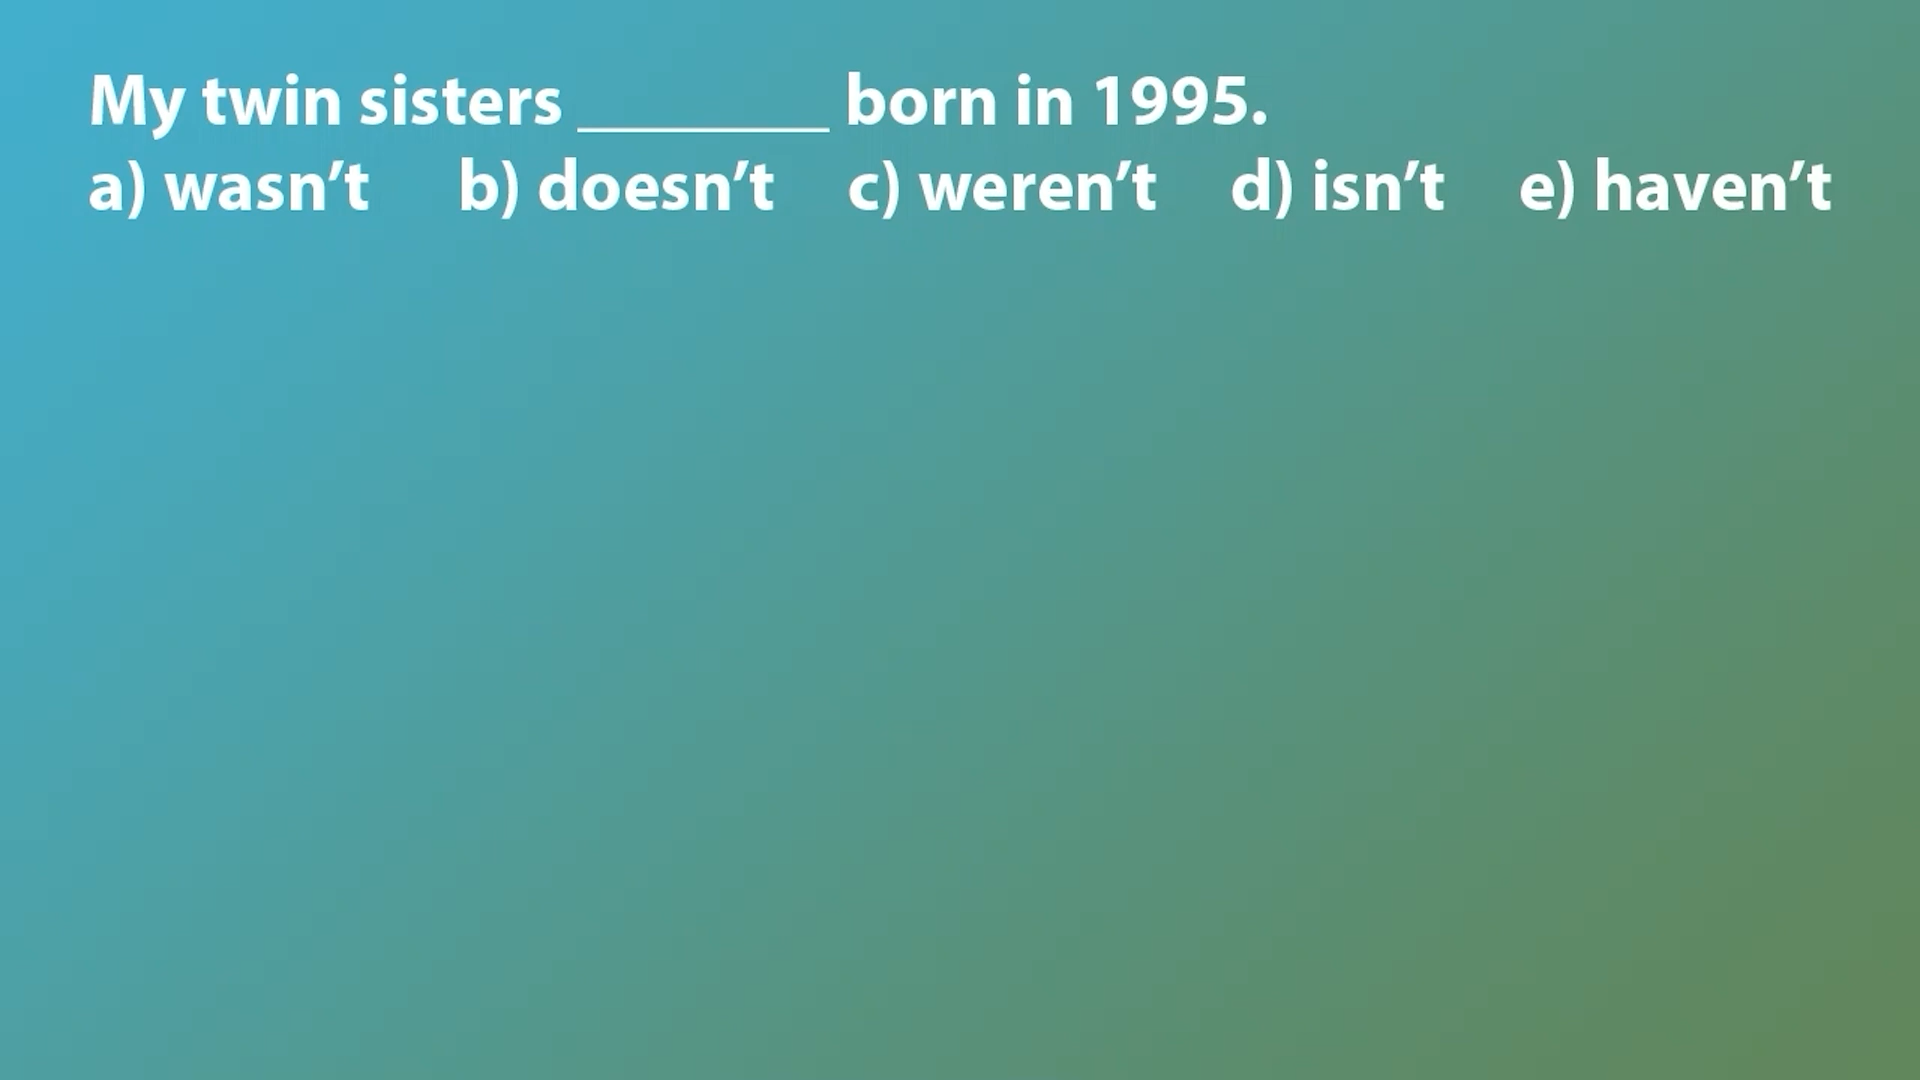 My twin sisters ________ born in 1995.
a) wasn’t b) doesn’t c) weren’t d) isn’t e) haven’t